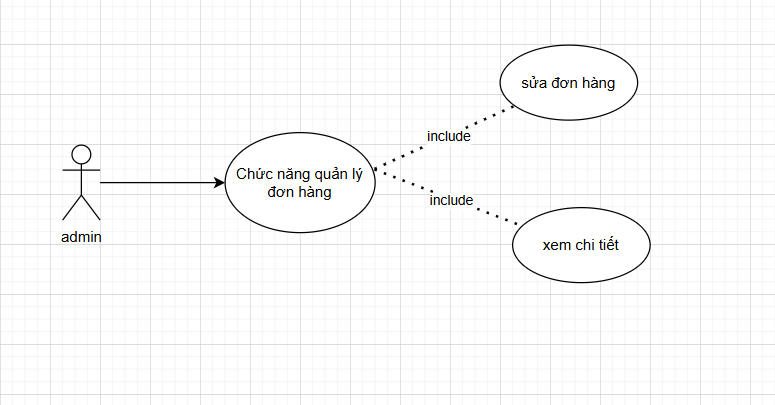 sửa đơn hàng
include
Chức năng quản lý
đơn hàng
include
admin
xem chi tiết